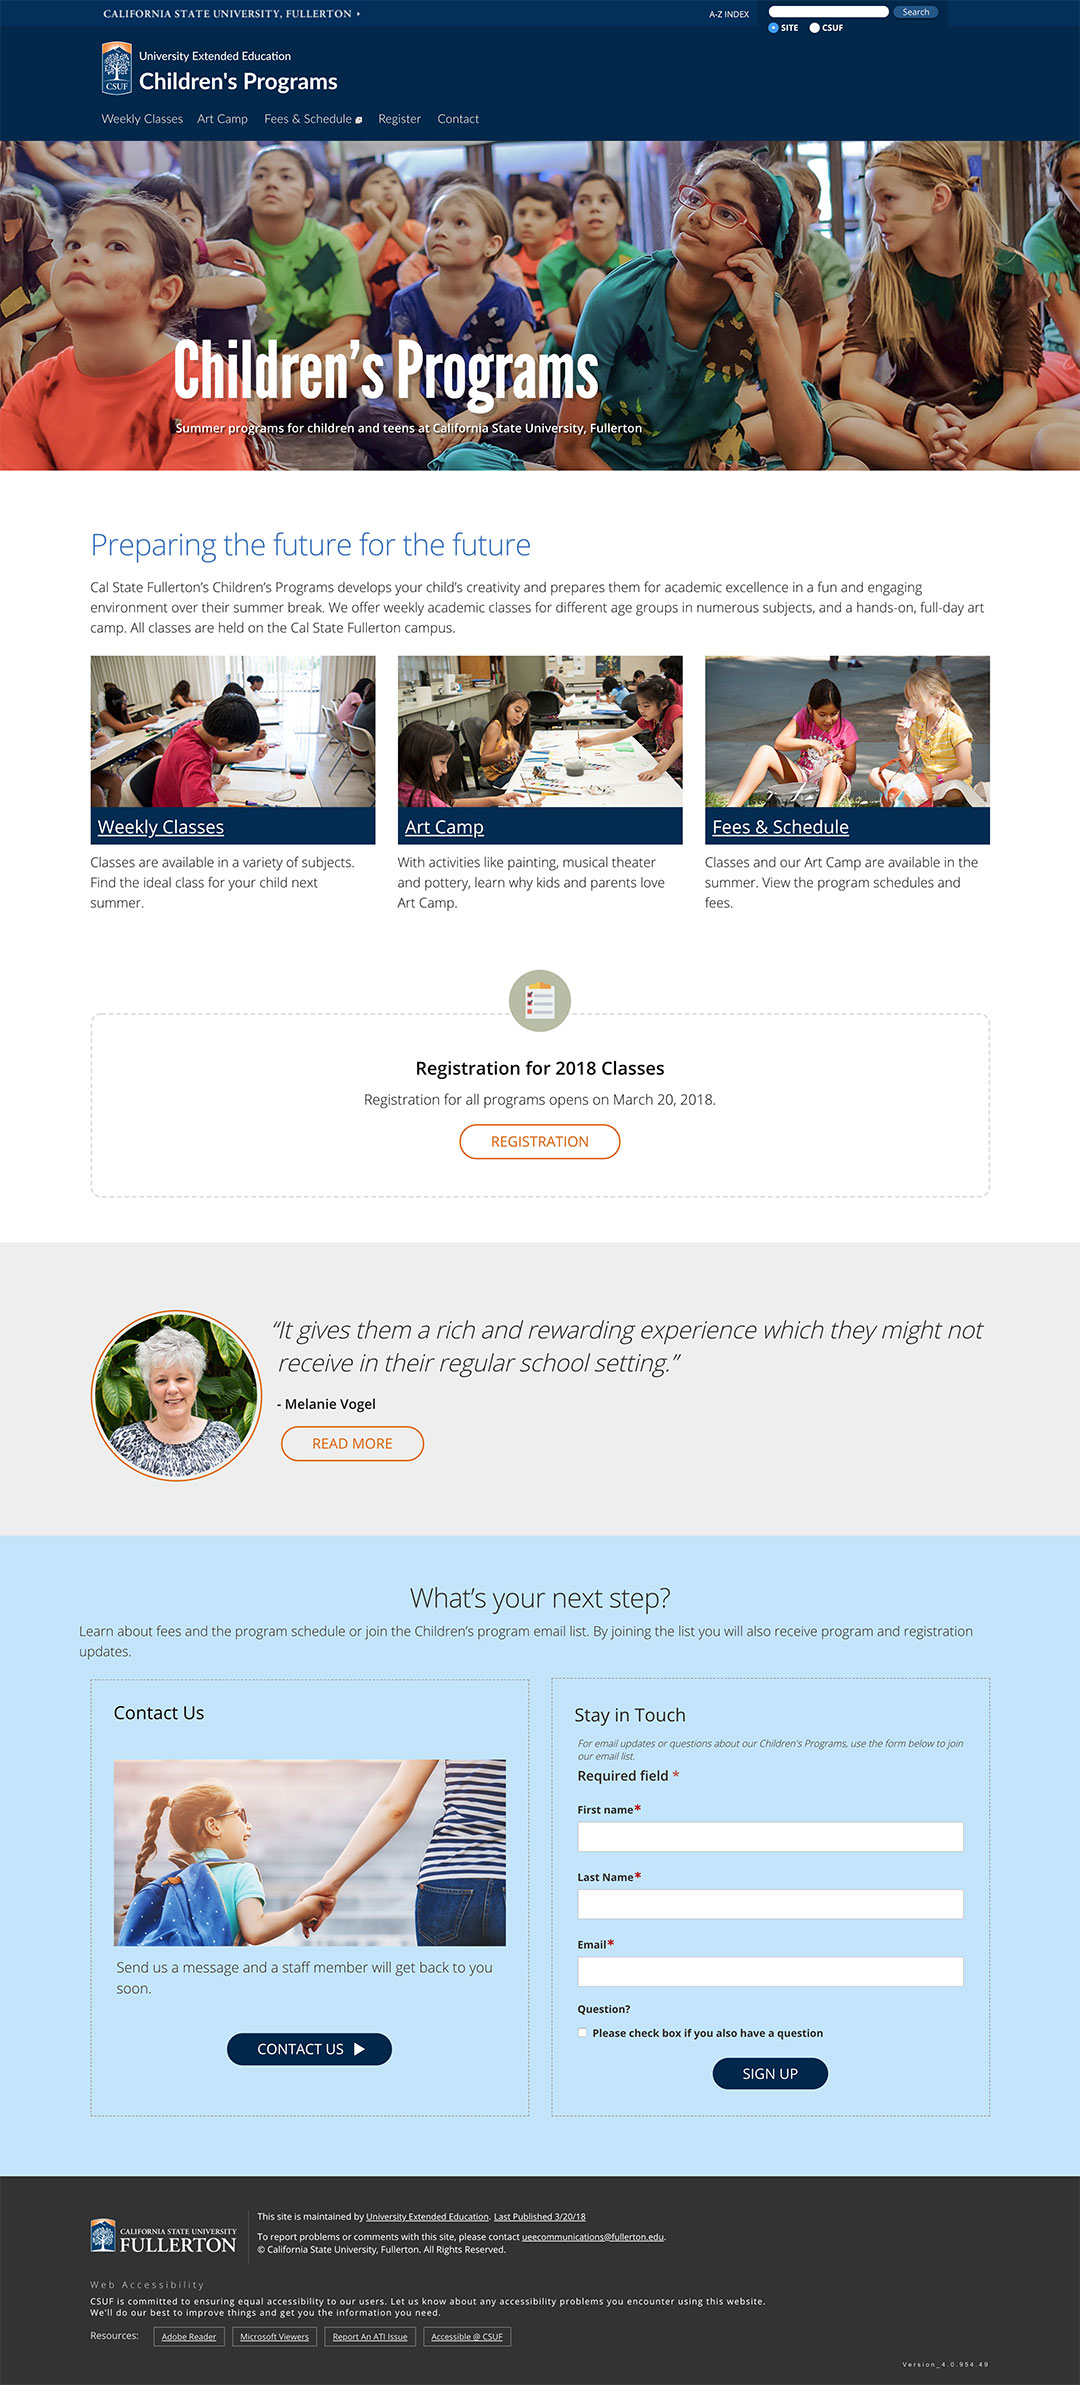 CALIFORNIA STATE UNIVERSITY, FULLERTON
A-Z INDEX
Search
SITE
CSUF
CSUF
University Extended Education
Children's Programs
Weekly Classes
Art Camp
Fees & Schedule
Register
Contact
Children’s Programs
Summer programs for children and teens at California State University, Fullerton
Preparing the future for the future
Cal State Fullerton’s Children’s Programs develops your child’s creativity and prepares them for academic excellence in a fun and engaging
environment over their summer break. We offer weekly academic classes for different age groups in numerous subjects, and a hands-on, full-day art
camp. All classes are held on the Cal State Fullerton campus.
Weekly Classes
Classes are available in a variety of subjects.
Find the ideal class for your child next
summer.
Art Camp
With activities like painting, musical theater
and pottery, learn why kids and parents love
Art Camp.
Fees & Schedule
Classes and our Art Camp are available in the
summer. View the program schedules and
fees.
Registration for 2018 Classes
Registration for all programs opens on March 20, 2018.
REGISTRATION
“It gives them a rich and rewarding experience which they might not
receive in their regular school setting.”
- Melanie Vogel
READ MORE
What’s your next step?
Learn about fees and the program schedule or join the Children’s program email list. By joining the list you will also receive program and registration
updates.
Contact Us
Send us a message and a staff member will get back to you
soon.
CONTACT US
Stay in Touch
For email updates or questions about our Children's Programs, use the form below to join
our email list.
Required field *
First name*
Last Name*
Email*
Question?
Please check box if you also have a question
SIGN UP
CALIFORNIA STATE UNIVERSITY
FULLERTON
This site is maintained by University Extended Education. Last Published 3/20/18
To report problems or comments with this site, please contact ueecommunications@fullerton.edu.
© California State University, Fullerton. All Rights Reserved.
Web Accessibility
CSUF is committed to ensuring equal accessibility to our users. Let us know about any accessibility problems you encounter using this website.
We'll do our best to improve things and get you the information you need.
Resources:
Adobe Reader
Microsoft Viewers
Report An ATI Issue
Accessible @ CSUF
Version_4.0.954.49